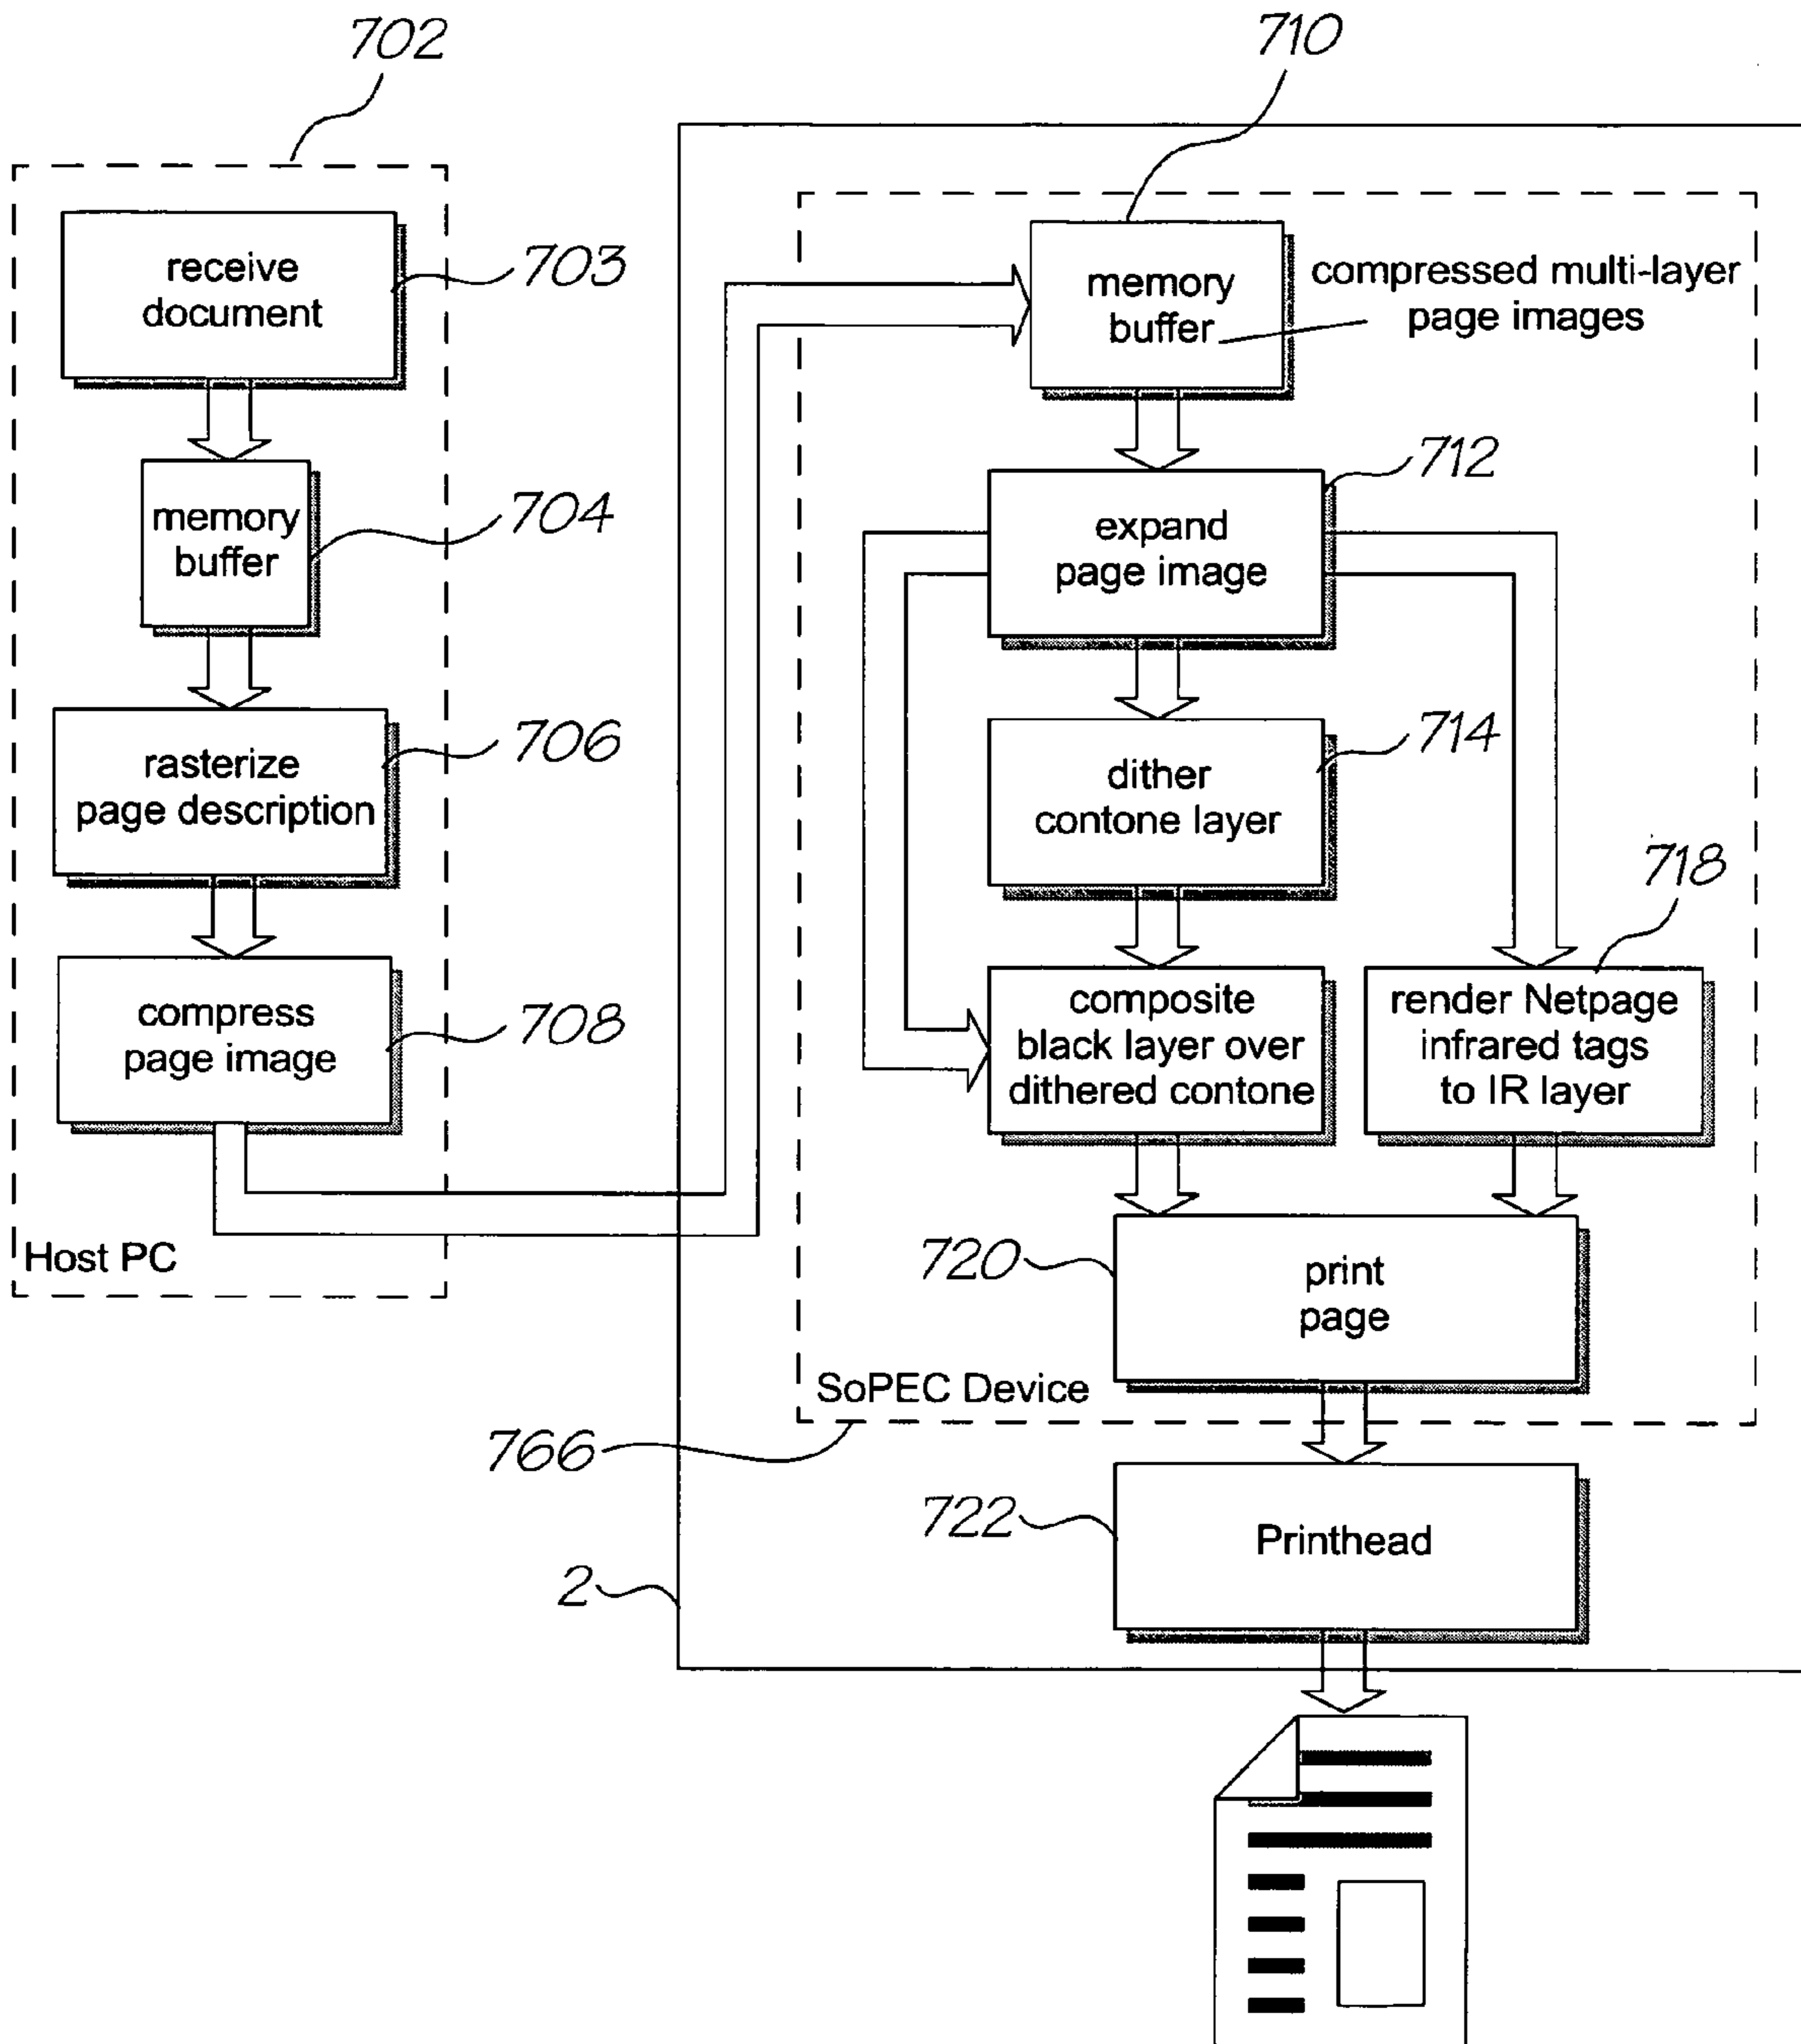 702
710
receive
document
703
memory
buffer
compressed multi-layer
page images
memory
buffer
704
expand
page image
712
rasterize
page description
706
dither
contone layer
714
718
compress
page image
708
composite
black layer over
dithered contone
render Netpage
infrared tags
to IR layer
Host PC
720
print
page
SoPEC Device
766
722
Printhead
2